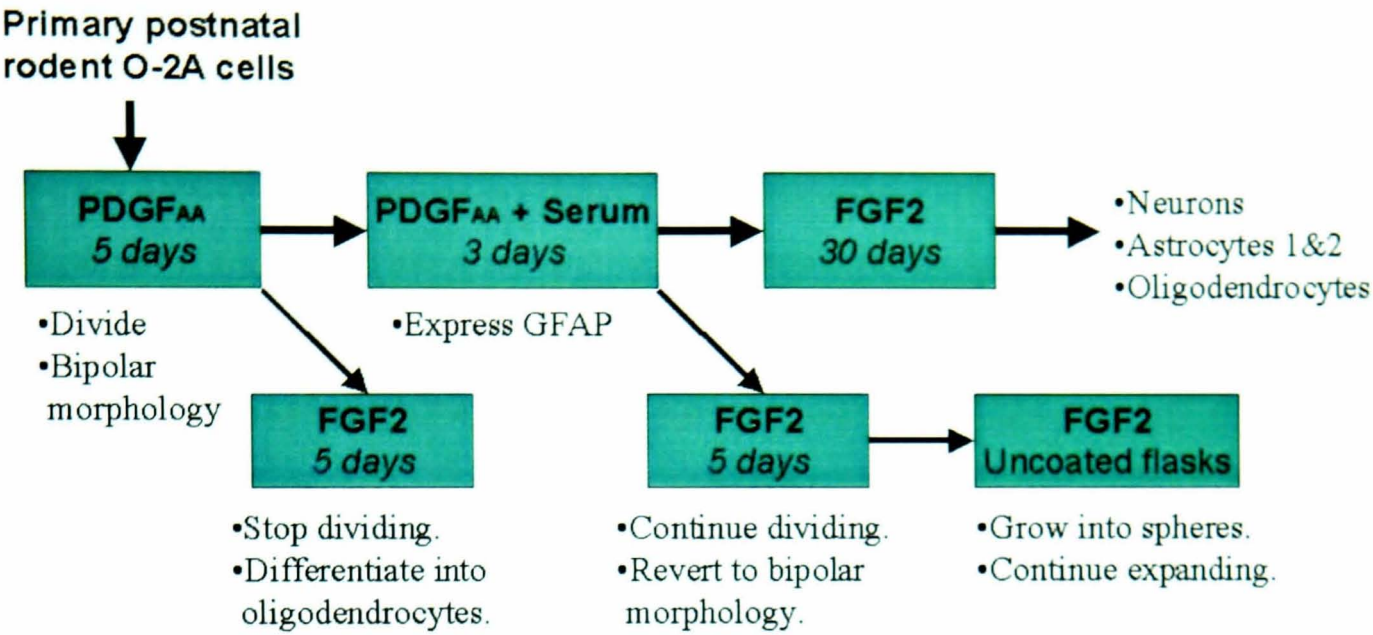 Primary postnatal
rodent O-2A cells
PDGFAA
5 days
PDGFAA + Serum
3 days
FGF2
30 days
•Neurons
•Astrocytes 1&2
•Oligodendrocytes
•Divide
•Bipolar
morphology
•Express GFAP
FGF2
5 days
FGF2
5 days
FGF2
Uncoated flasks
•Stop dividing.
•Differentiate into
oligodendrocytes.
•Continue dividing.
•Revert to bipolar
morphology.
•Grow into spheres.
•Continue expanding.